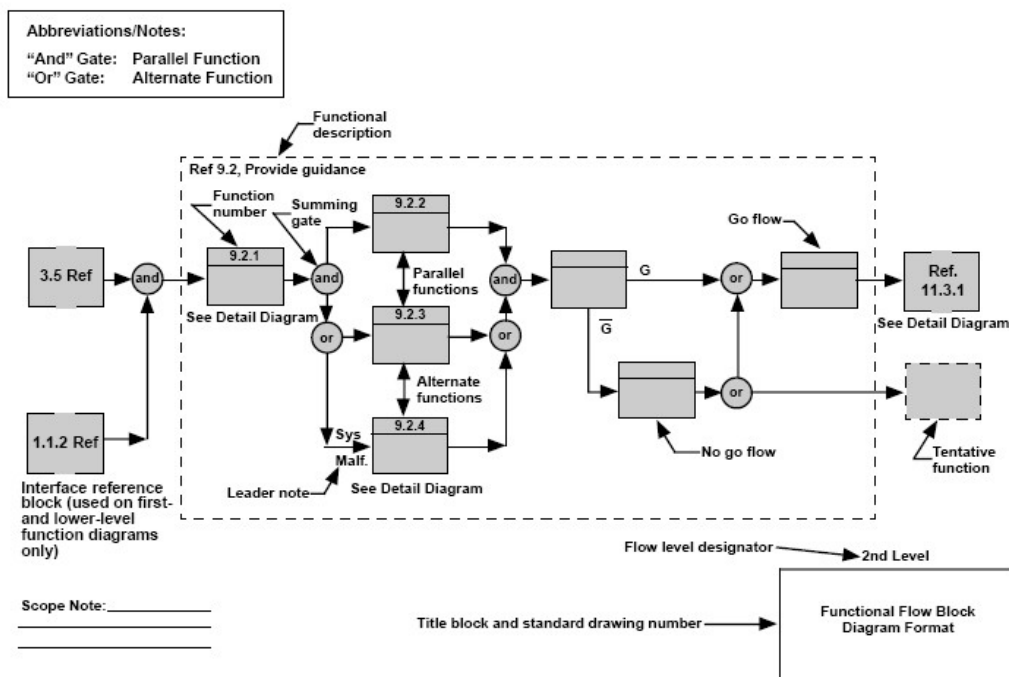 Abbreviations/Notes:
“And” Gate: Parallel Function
“Or” Gate: Alternate Function
Functional
description
Ref 9.2, Provide guidance
Function
number
Summing
gate
9.2.2
Go flow
3.5 Ref
and
9.2.1
and
Parallel
functions
and
G
or
Ref.
11.3.1
See Detail Diagram
See Detail Diagram
or
9.2.3
or
G̅
Alternate
functions
or
1.1.2 Ref
Sys
Malf.
9.2.4
No go flow
Tentative
function
Leader note
See Detail Diagram
Interface reference
block (used on first-
and lower-level
function diagrams
only)
Flow level designator
2nd Level
Scope Note:
Title block and standard drawing number
Functional Flow Block
Diagram Format